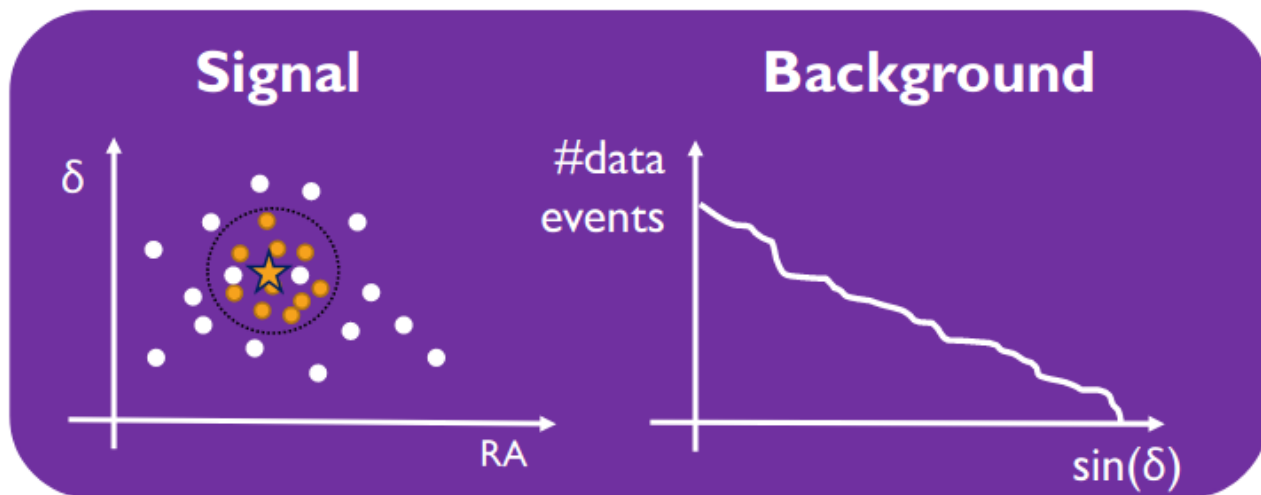 Signal
δ
RA
Background
#data
events
sin(δ)